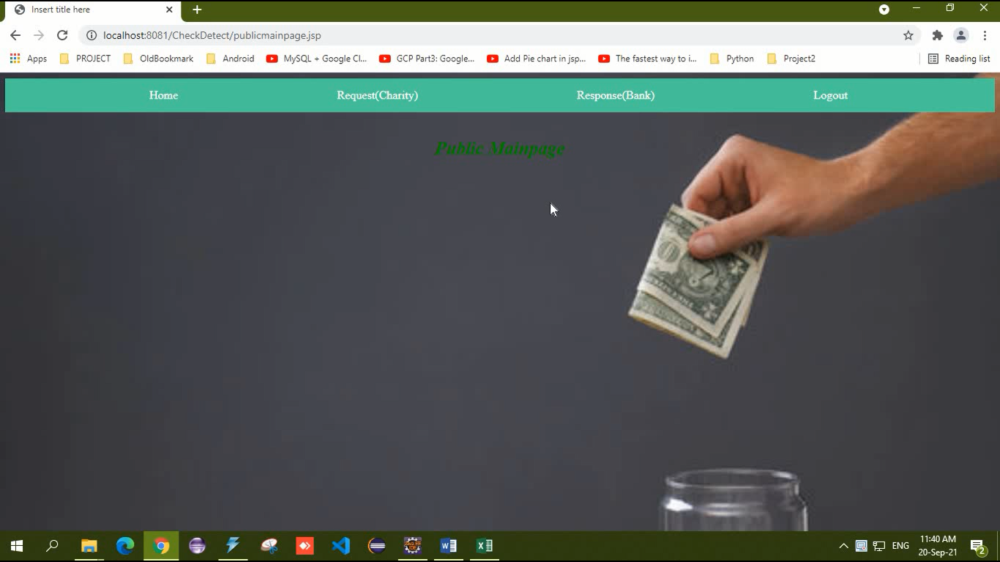 Insert title here
localhost:8081/CheckDetect/publicmainpage.jsp
Apps PROJECT OldBookmark Android MySQL + Google Cl... GCP Part3: Google... Add Pie chart in jsp... The fastest way to i... Python Project2 Reading list
Home Request(Charity) Response(Bank) Logout
Public Mainpage
ENG 11:40 AM
20-Sep-21 2